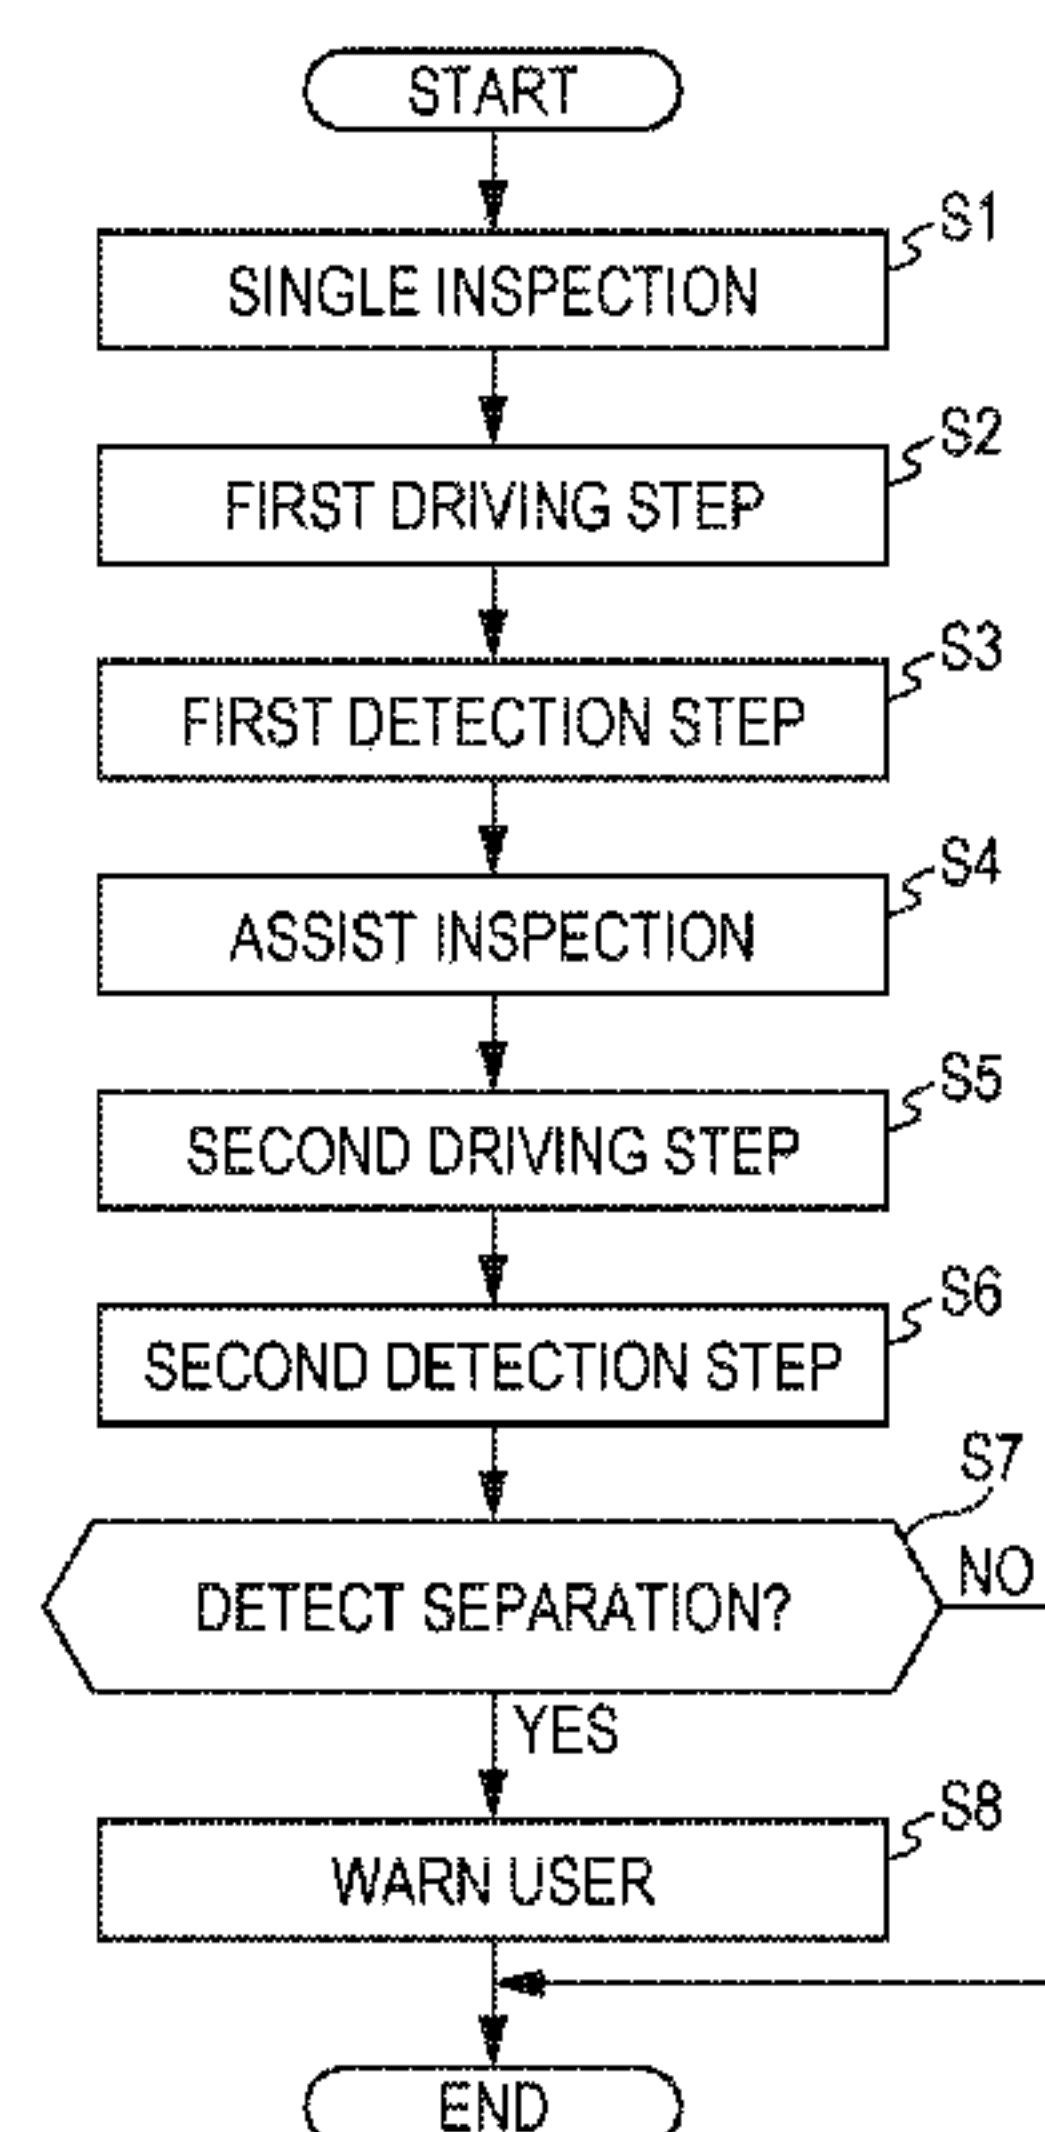 START
S1
SINGLE INSPECTION
S2
FIRST DRIVING STEP
S3
FIRST DETECTION STEP
S4
ASSIST INSPECTION
S5
SECOND DRIVING STEP
S6
SECOND DETECTION STEP
S7
DETECT SEPARATION?
NO
YES
S8
WARN USER
END